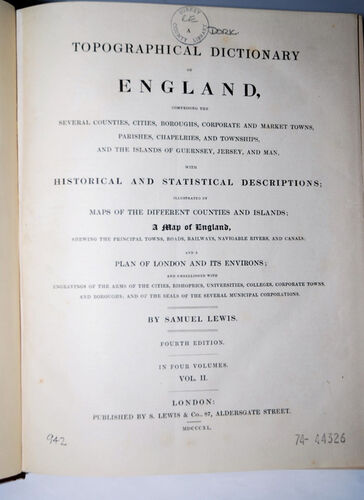 SURREY
COUNTY LIBRARY
A
DORK.
TOPOGRAPHICAL DICTIONARY
OF
ENGLAND,
COMPRISING THE
SEVERAL COUNTIES, CITIES, BOROUGHS, CORPORATE AND MARKET TOWNS,
PARISHES, CHAPELRIES, AND TOWNSHIPS,
AND THE ISLANDS OF GUERNSEY, JERSEY, AND MAN,
WITH
HISTORICAL AND STATISTICAL DESCRIPTIONS;
ILLUSTRATED BY
MAPS OF THE DIFFERENT COUNTIES AND ISLANDS;
A Map of England,
SHEWING THE PRINCIPAL TOWNS, ROADS, RAILWAYS, NAVIGABLE RIVERS, AND CANALS;
AND A
PLAN OF LONDON AND ITS ENVIRONS;
AND EMBELLISHED WITH
ENGRAVINGS OF THE ARMS OF THE CITIES, BISHOPRICS, UNIVERSITIES, COLLEGES, CORPORATE TOWNS,
AND BOROUGHS; AND OF THE SEALS OF THE SEVERAL MUNICIPAL CORPORATIONS.
BY SAMUEL LEWIS.
FOURTH EDITION.
IN FOUR VOLUMES.
VOL. II.
LONDON:
PUBLISHED BY S. LEWIS & Co., 87, ALDERSGATE STREET.
MDCCCXL.
942
74- 44326